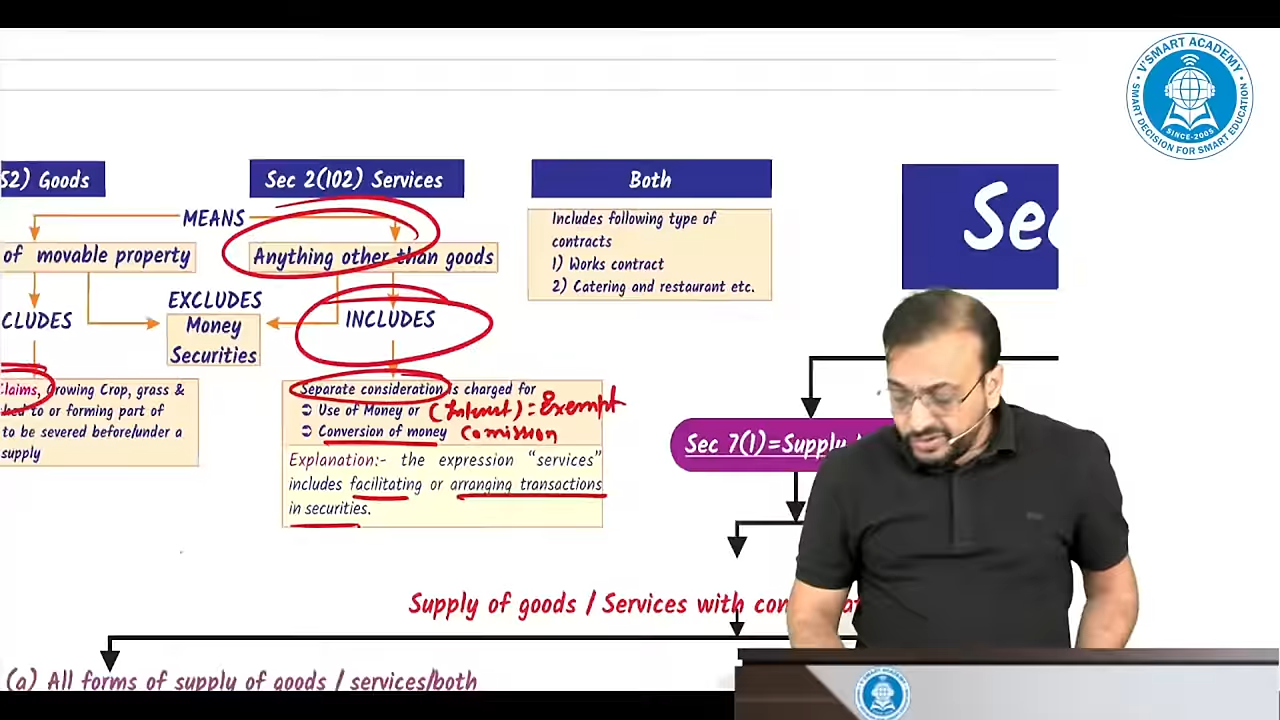 52) Goods
Sec 2(102) Services
Both
MEANS
of movable property
Anything other than goods
Includes following type of
contracts
1) Works contract
2) Catering and restaurant etc.
EXCLUDES
Money
Securities
CLUDES
INCLUDES
Claims, Growing Crop, grass &
to or forming part of
to be severed before/under a
supply
Separate consideration is charged for
➲ Use of Money or (Interest) = Exempt
➲ Conversion of money Comission
Explanation:- the expression "services"
includes facilitating or arranging transactions
in securities.
Sec 7(1)=Supply
Supply of goods / Services with
(a) All forms of supply of goods / services/both
V'SMART ACADEMY
SMART DECISION FOR SMART EDUCATION
SINCE-2005